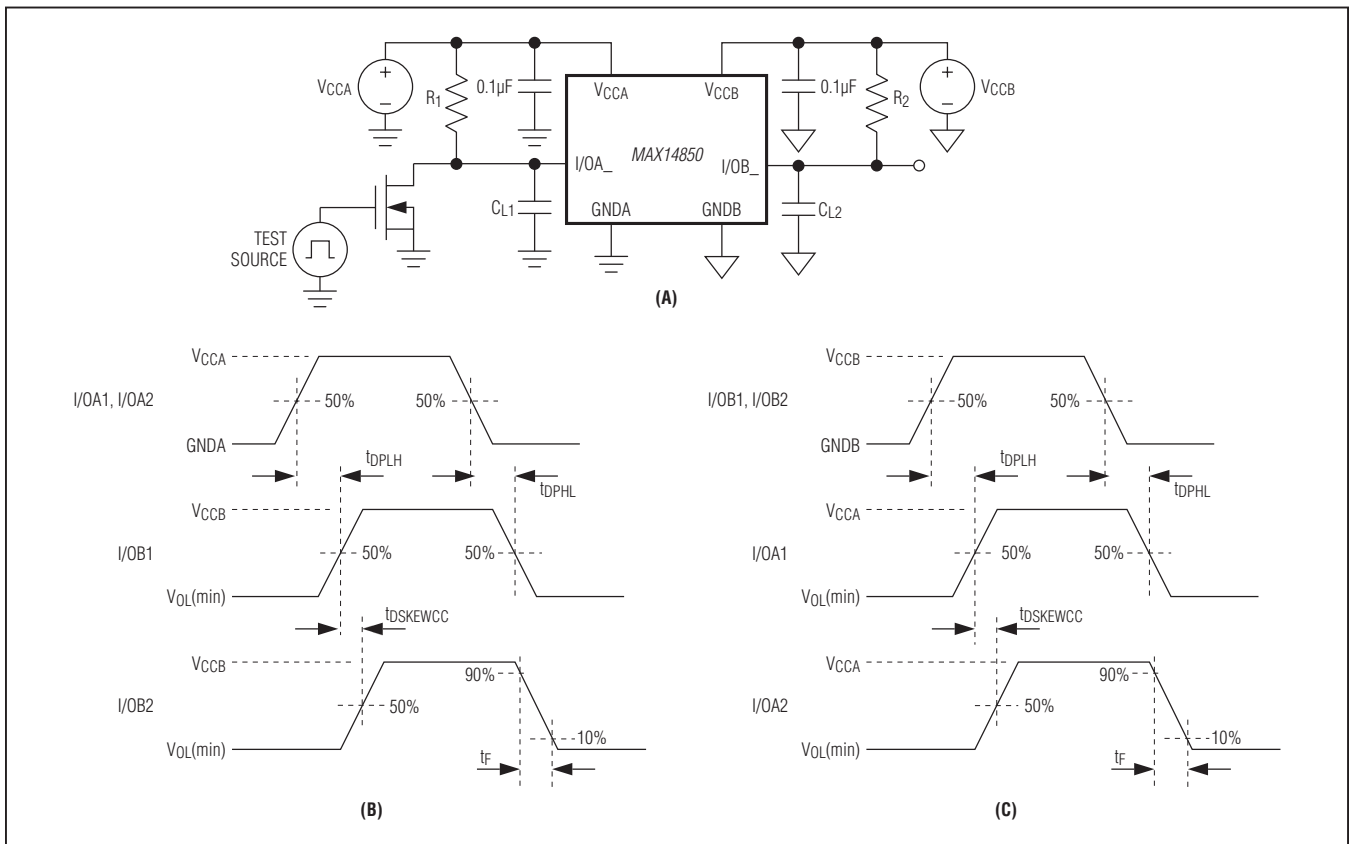 VCCA
R1
0.1µF
VCCA
VCCB
0.1µF
R2
VCCB
I/OA_
MAX14850
I/OB_
CL1
GNDA
GNDB
CL2
TEST
SOURCE
(A)
VCCA
I/OA1, I/OA2
50%
50%
GNDA
tDPLH
tDPHL
VCCB
I/OB1
50%
50%
VOL(min)
tDSKEWCC
VCCB
90%
I/OB2
50%
10%
VOL(min)
tF
(B)
VCCB
I/OB1, I/OB2
50%
50%
GNDB
tDPLH
tDPHL
VCCA
I/OA1
50%
50%
VOL(min)
tDSKEWCC
VCCA
90%
I/OA2
50%
10%
VOL(min)
tF
(C)